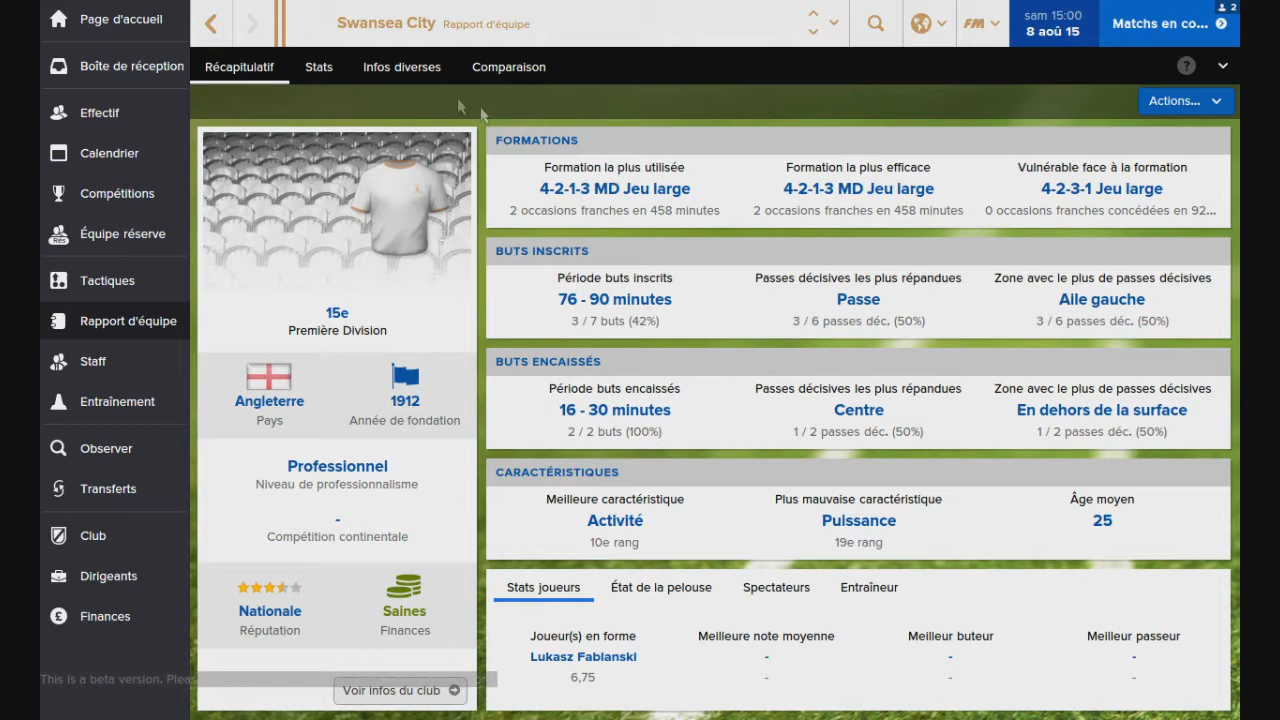 Page d'accueil
Boîte de réception
Effectif
Calendrier
Compétitions
Rés
Équipe réserve
Tactiques
Rapport d'équipe
Staff
Entraînement
Observer
Transferts
Club
Dirigeants
Finances
Swansea City Rapport d'équipe
FM
sam 15:00
8 aoû 15
Matchs en co...
2
Récapitulatif Stats Infos diverses Comparaison
?
Actions...
15e
Première Division
Angleterre
Pays
1912
Année de fondation
Professionnel
Niveau de professionnalisme
-
Compétition continentale
Nationale
Réputation
Saines
Finances
Voir infos du club
FORMATIONS
Formation la plus utilisée
4-2-1-3 MD Jeu large
2 occasions franches en 458 minutes
Formation la plus efficace
4-2-1-3 MD Jeu large
2 occasions franches en 458 minutes
Vulnérable face à la formation
4-2-3-1 Jeu large
0 occasions franches concédées en 92...
BUTS INSCRITS
Période buts inscrits
76 - 90 minutes
3 / 7 buts (42%)
Passes décisives les plus répandues
Passe
3 / 6 passes déc. (50%)
Zone avec le plus de passes décisives
Aile gauche
3 / 6 passes déc. (50%)
BUTS ENCAISSÉS
Période buts encaissés
16 - 30 minutes
2 / 2 buts (100%)
Passes décisives les plus répandues
Centre
1 / 2 passes déc. (50%)
Zone avec le plus de passes décisives
En dehors de la surface
1 / 2 passes déc. (50%)
CARACTÉRISTIQUES
Meilleure caractéristique
Activité
10e rang
Plus mauvaise caractéristique
Puissance
19e rang
Âge moyen
25
Stats joueurs État de la pelouse Spectateurs Entraîneur
Joueur(s) en forme
Lukasz Fabianski
6,75
Meilleure note moyenne
-
-
Meilleur buteur
-
-
Meilleur passeur
-
-
This is a beta version.